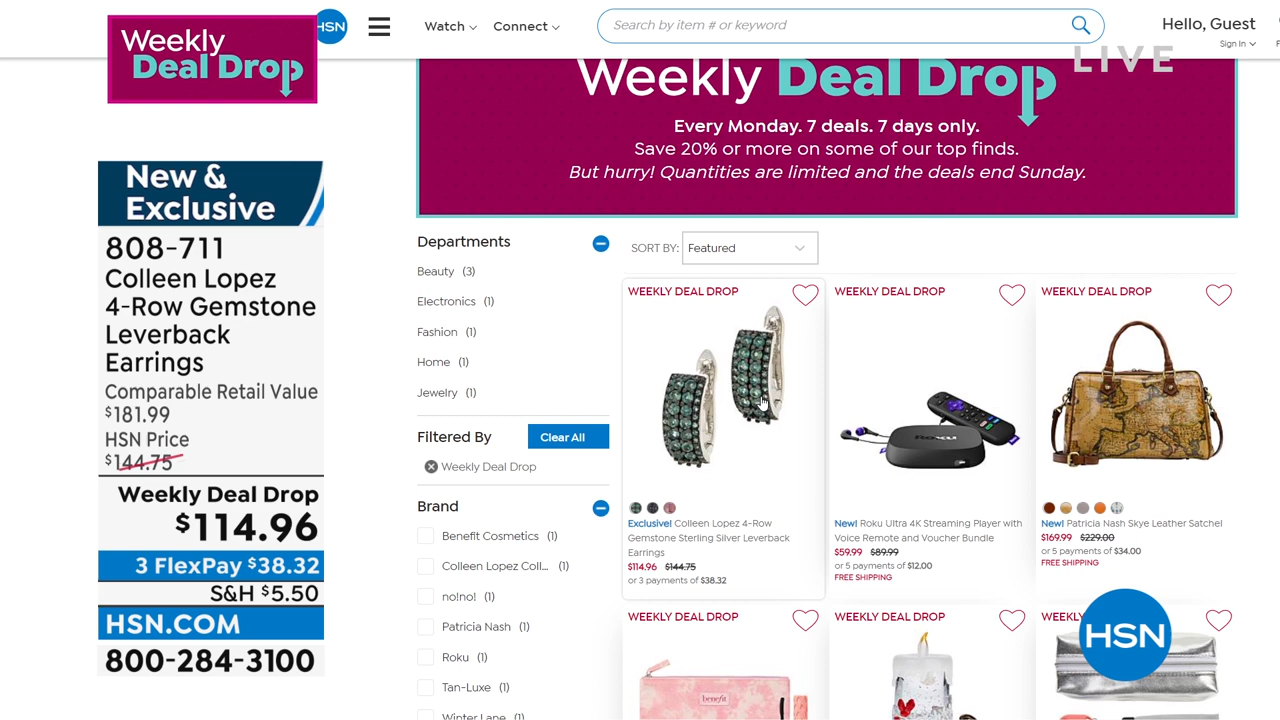 Weekly
Deal Drop
HSN
Watch
Connect
Search by item # or keyword
Hello, Guest
Sign In
LIVE
New &
Exclusive
808-711
Colleen Lopez
4-Row Gemstone
Leverback
Earrings
Comparable Retail Value
$181.99
HSN Price
$144.75
Weekly Deal Drop
$114.96
3 FlexPay $38.32
S&H $5.50
HSN.COM
800-284-3100
Weekly Deal Drop
Every Monday. 7 deals. 7 days only.
Save 20% or more on some of our top finds.
But hurry! Quantities are limited and the deals end Sunday.
Departments
Beauty (3)
Electronics (1)
Fashion (1)
Home (1)
Jewelry (1)
Filtered By
Clear All
Weekly Deal Drop
Brand
Benefit Cosmetics (1)
Colleen Lopez Coll... (1)
no!no! (1)
Patricia Nash (1)
Roku (1)
Tan-Luxe (1)
Winter Lane (1)
SORT BY: Featured
WEEKLY DEAL DROP
Exclusive! Colleen Lopez 4-Row
Gemstone Sterling Silver Leverback
Earrings
$114.96 $144.75
or 3 payments of $38.32
WEEKLY DEAL DROP
Roku
New! Roku Ultra 4K Streaming Player with
Voice Remote and Voucher Bundle
$59.99 $89.99
or 5 payments of $12.00
FREE SHIPPING
WEEKLY DEAL DROP
New! Patricia Nash Skye Leather Satchel
$169.99 $229.00
or 5 payments of $34.00
FREE SHIPPING
WEEKLY DEAL DROP
benefit
WEEKLY DEAL DROP
WEEKLY
HSN